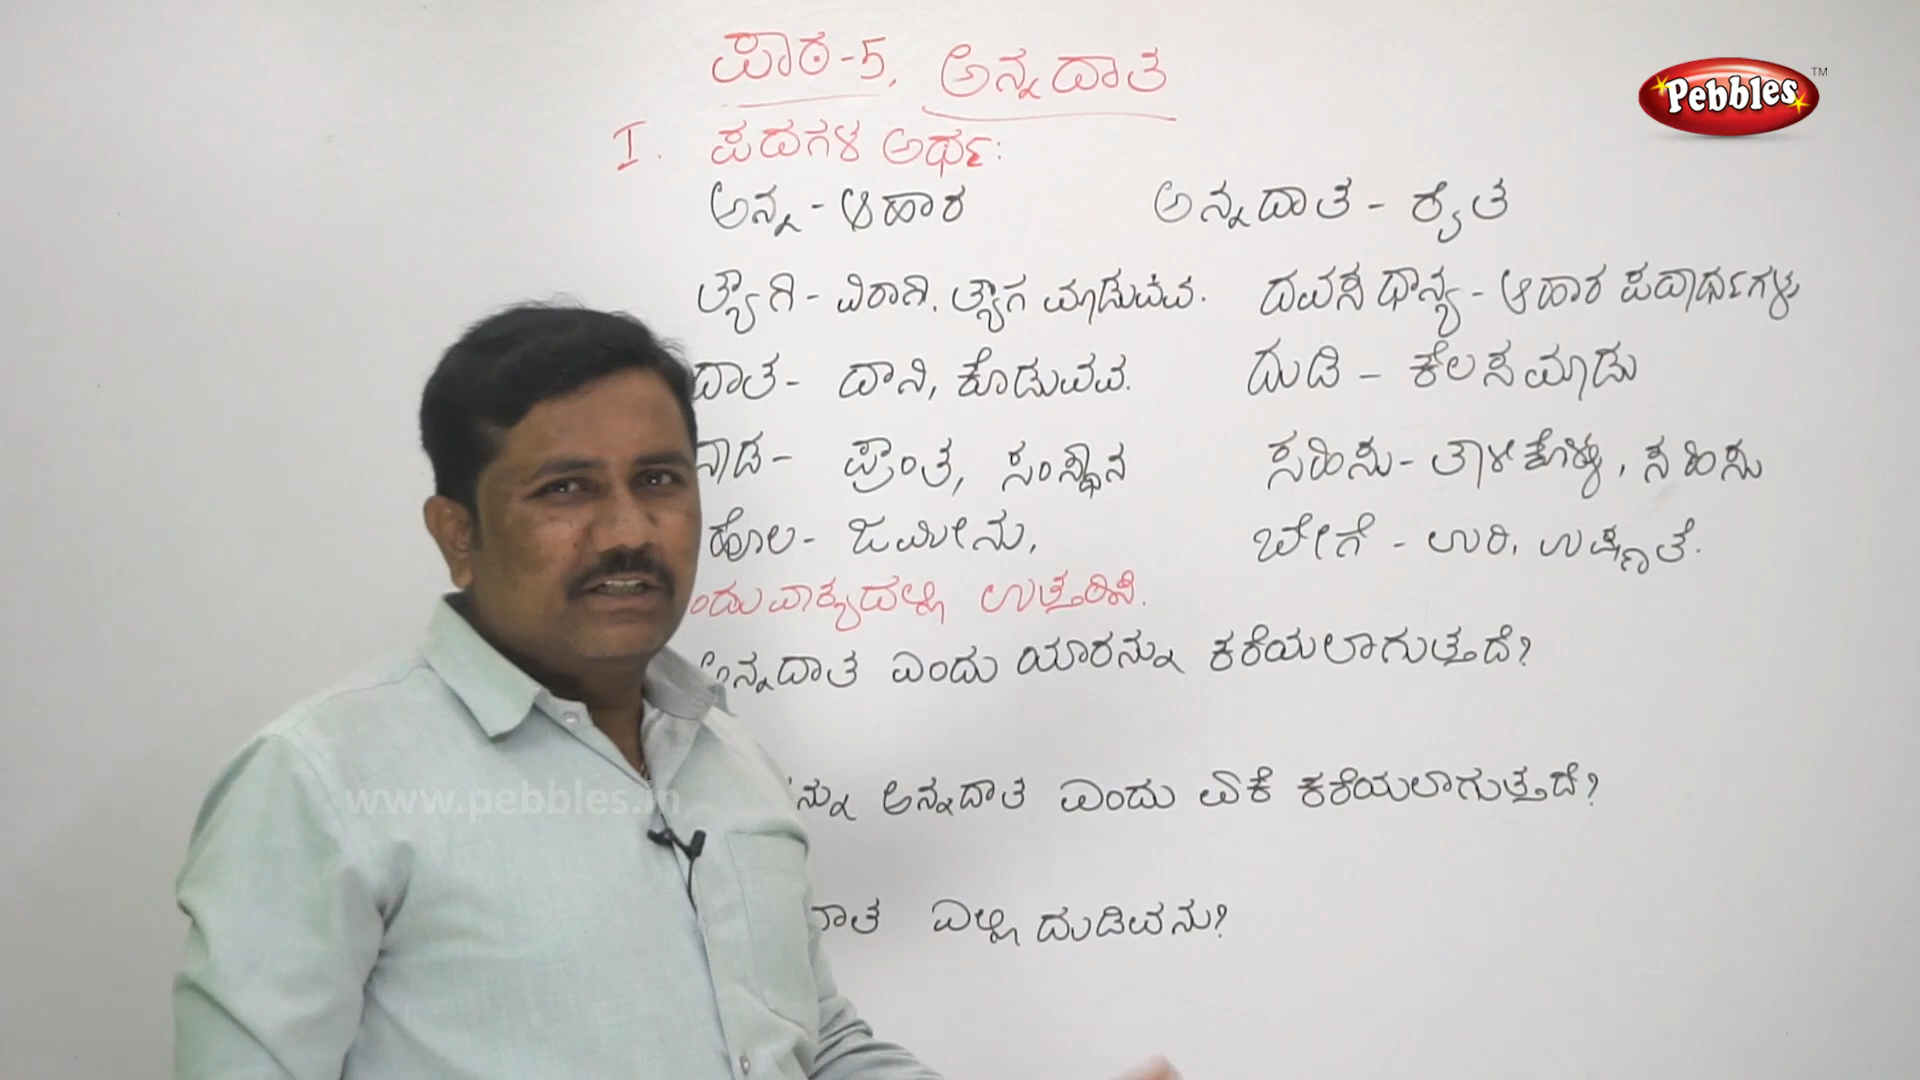 ಪಾಠ-5, ಅನ್ನದಾತ
Pebbles TM
I. ಪದಗಳ ಅರ್ಥ:
ಅನ್ನ - ಆಹಾರ ಅನ್ನದಾತ - ರೈತ
ತ್ಯಾಗಿ - ವಿರಾಗಿ. ತ್ಯಾಗ ಮಾಡುವವ. ದವಸ ಧಾನ್ಯ - ಆಹಾರ ಪದಾರ್ಥಗಳು
ದಾತ - ದಾನಿ, ಕೊಡುವವ. ದುಡಿ - ಕೆಲಸ ಮಾಡು
ನಾಡ - ಪ್ರಾಂತ, ಸಂಸ್ಥಾನ ಸಹಿಸು - ತಾಳಿಕೊಳ್ಳು, ಸಹಿಸು
ಹೊಲ - ಜಮೀನು, ಬೇಗೆ - ಉರಿ, ಉಷ್ಣತೆ.
ಂದು ವಾಕ್ಯದಲ್ಲಿ ಉತ್ತರಿಸಿ.
ಅನ್ನದಾತ ಎಂದು ಯಾರನ್ನು ಕರೆಯಲಾಗುತ್ತದೆ?
ನ್ನು ಅನ್ನದಾತ ಎಂದು ಏಕೆ ಕರೆಯಲಾಗುತ್ತದೆ?
www.pebbles.in
ದಾತ ಎಲ್ಲಿ ದುಡಿವನು?